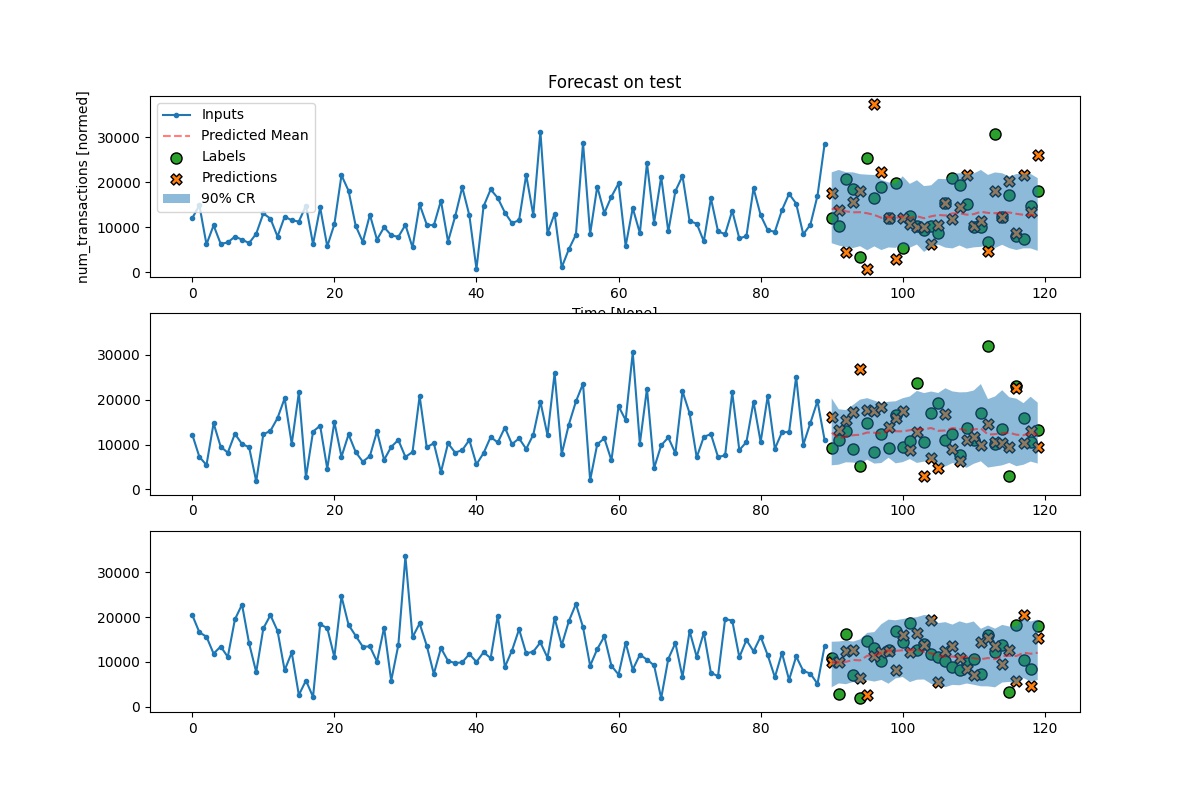 Forecast on test
num_transactions [normed]
Inputs
Predicted Mean
Labels
Predictions
90% CR
30000
20000
10000
0
0 20 40 60 80 100 120
Time [None]
30000
20000
10000
0
0 20 40 60 80 100 120
30000
20000
10000
0
0 20 40 60 80 100 120